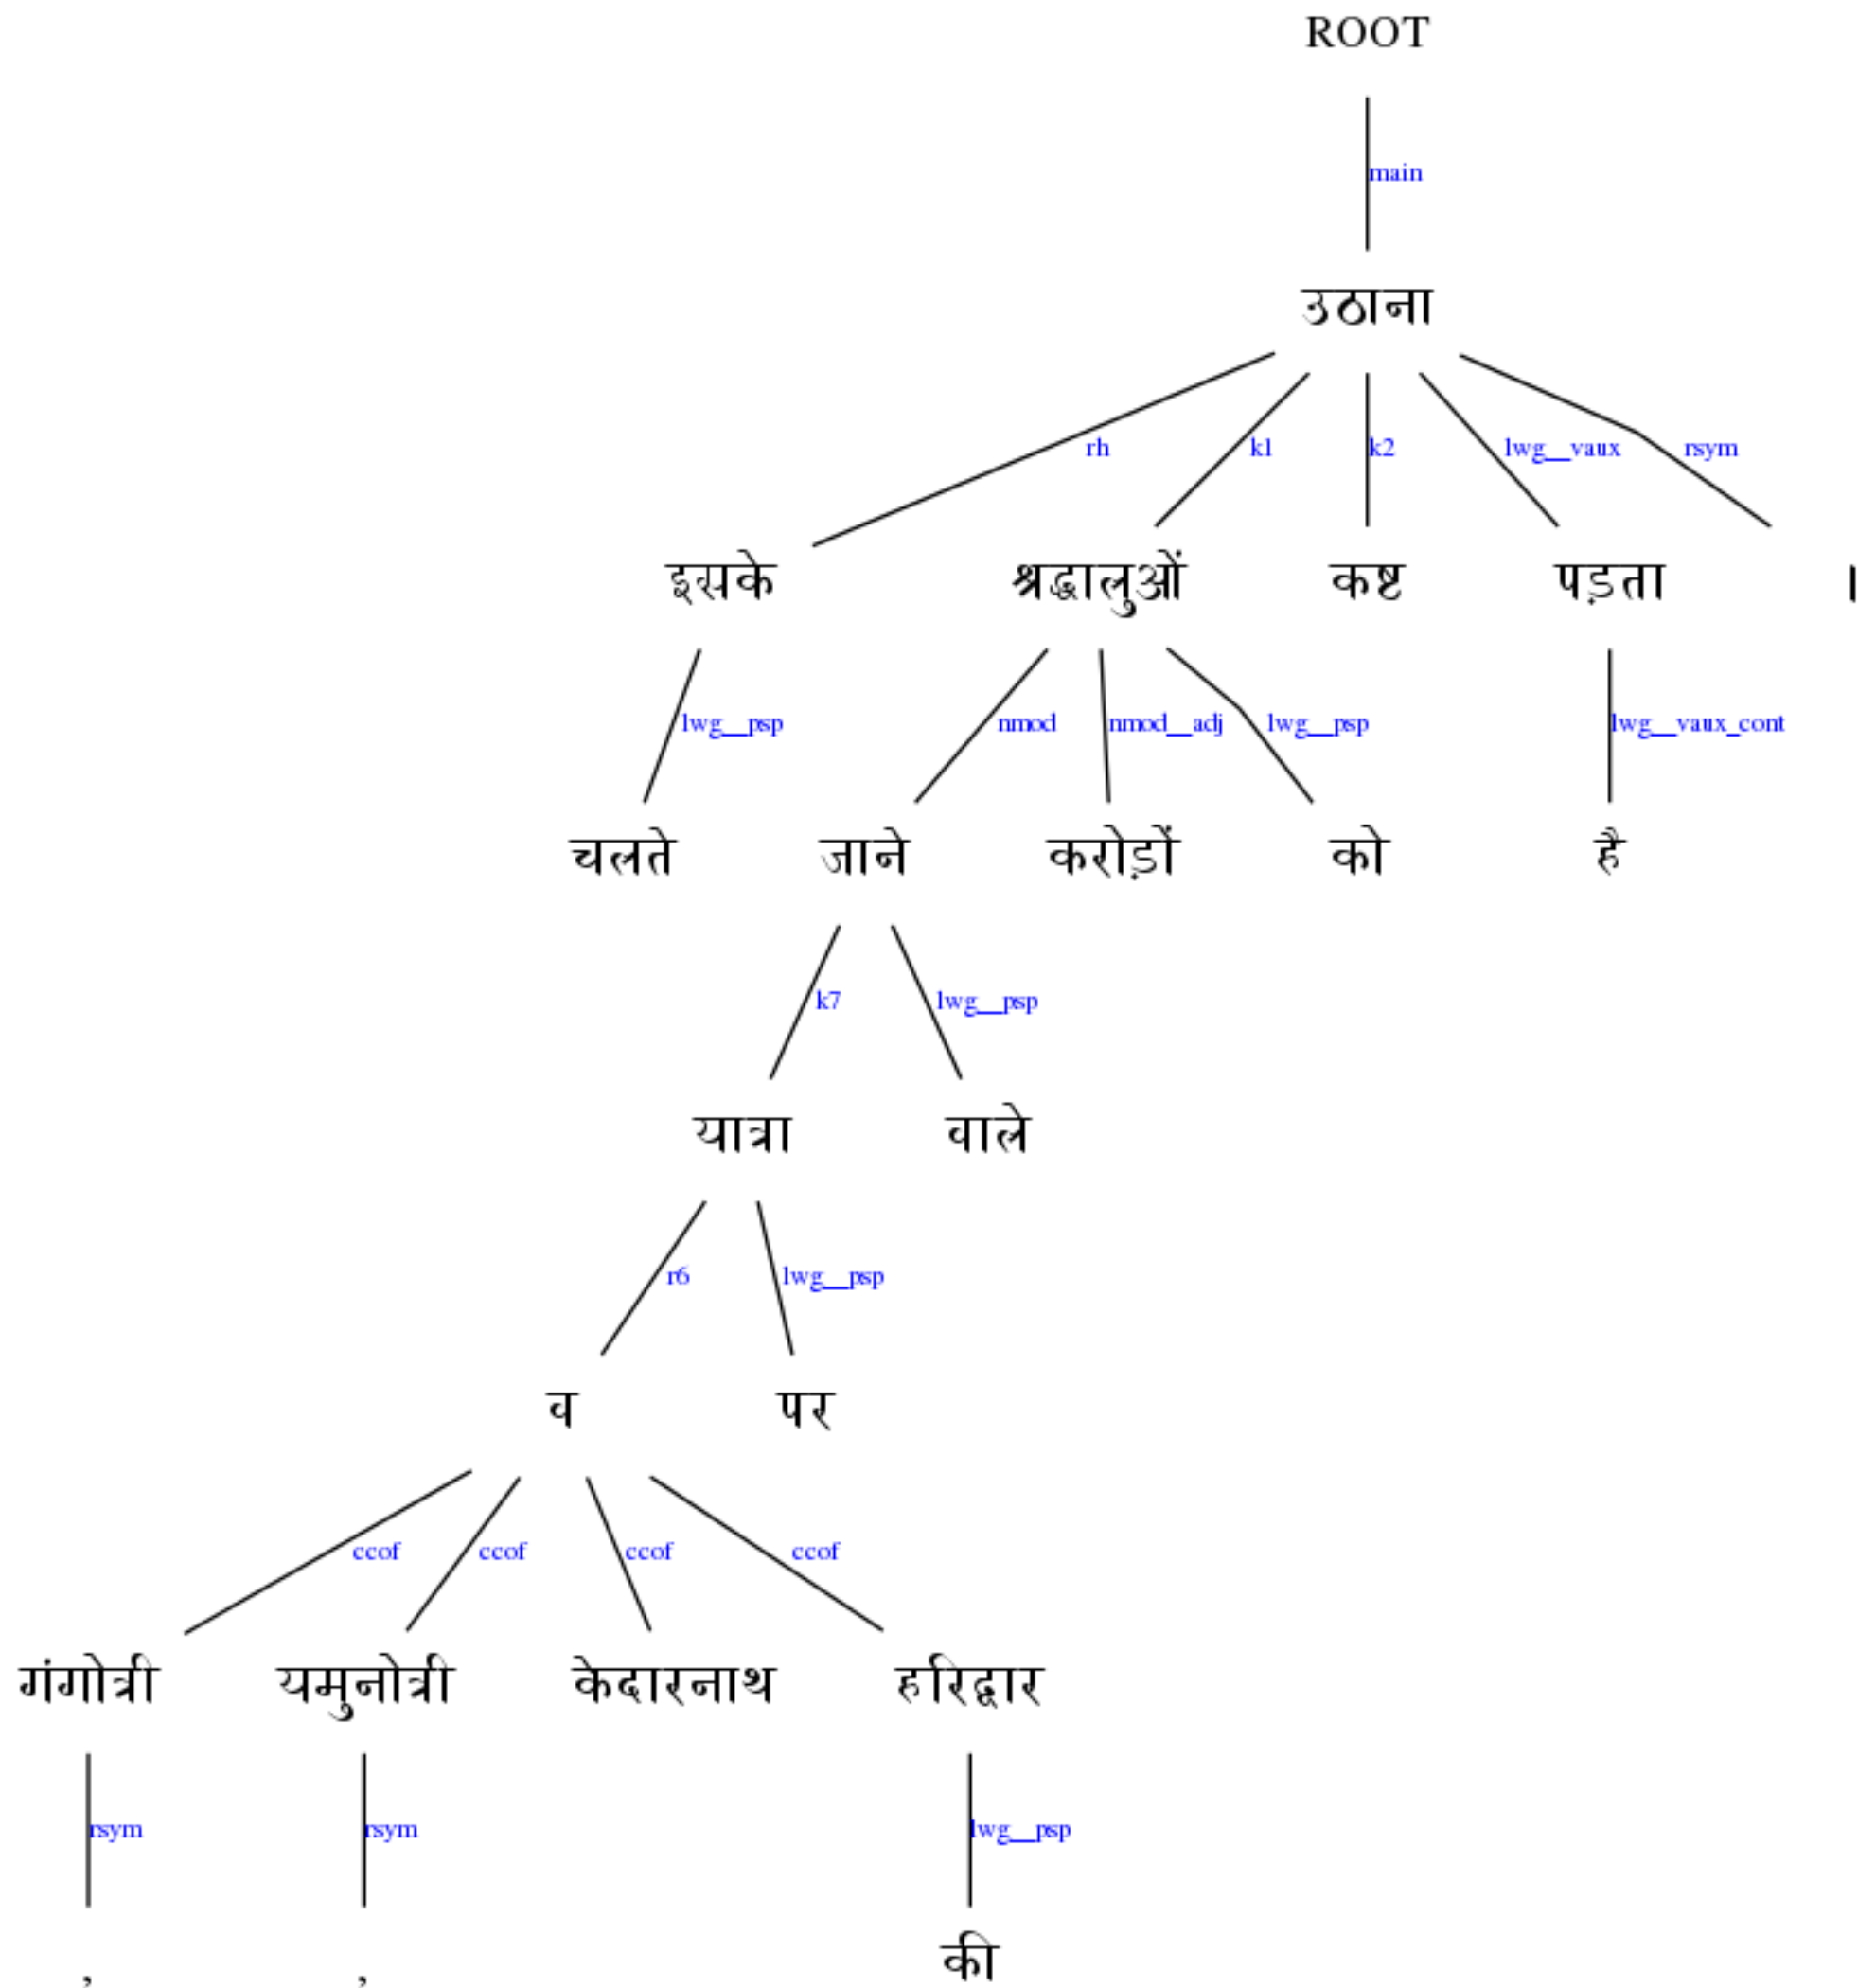 ROOT
main
उठाना
rh k1 k2 lwg__vaux rsym
इसके श्रद्धालुओं कष्ट पड़ता ।
lwg__psp nmod nmod__adj lwg__psp lwg__vaux_cont
चलते जाने करोड़ों को है
k7 lwg__psp
यात्रा वाले
r6 lwg__psp
व पर
ccof ccof ccof ccof
गंगोत्री यमुनोत्री केदारनाथ हरिद्वार
rsym rsym lwg__psp
, , की